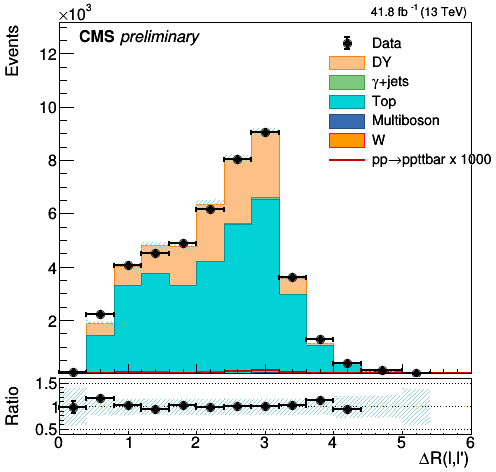 ×10³
41.8 fb⁻¹ (13 TeV)
Events
CMS preliminary
Data
DY
γ+jets
Top
Multiboson
W
pp→ppttbar x 1000
12
10
8
6
4
2
Ratio
1.5
1
0.5
0 1 2 3 4 5 6
ΔR(l,l')